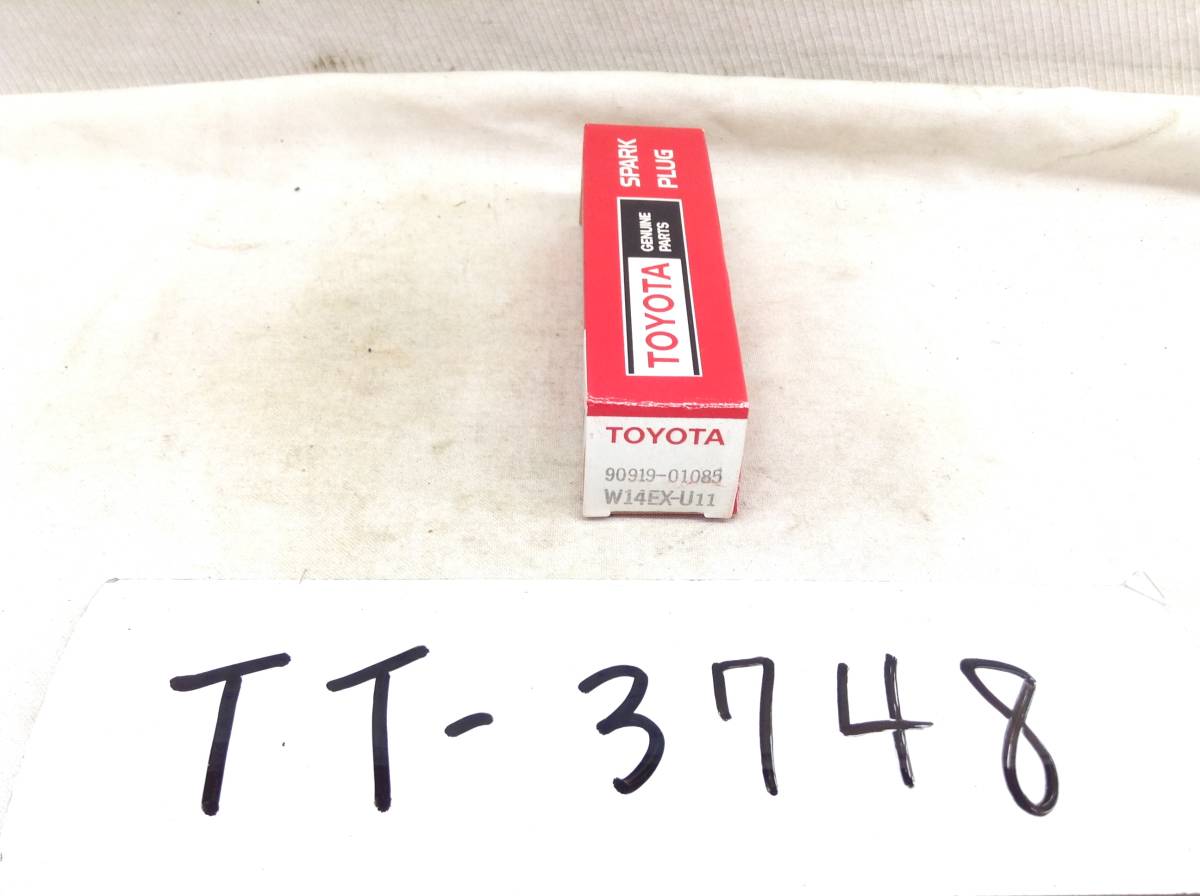 SPARK
PLUG
TOYOTA
GENUINE
PARTS
TOYOTA
90919-01085
W14EX-U11
TT-3748